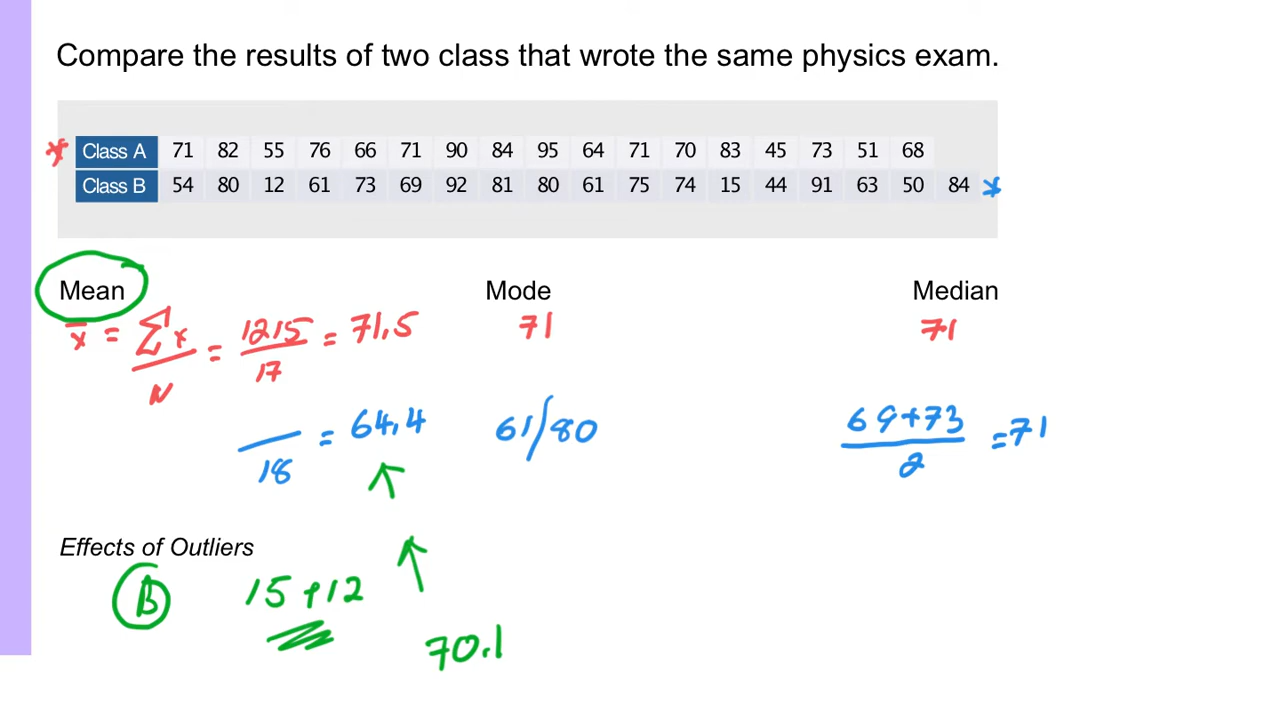 Compare the results of two class that wrote the same physics exam.
* Class A 71 82 55 76 66 71 90 84 95 64 71 70 83 45 73 51 68
Class B 54 80 12 61 73 69 92 81 80 61 75 74 15 44 91 63 50 84 *
Mean Mode Median
x̄ = ∑x/N = 1215/17 = 71.5 71 71
/18 = 64.4 61/80 69+73/2 = 71
Effects of Outliers
B 15+12
70.1